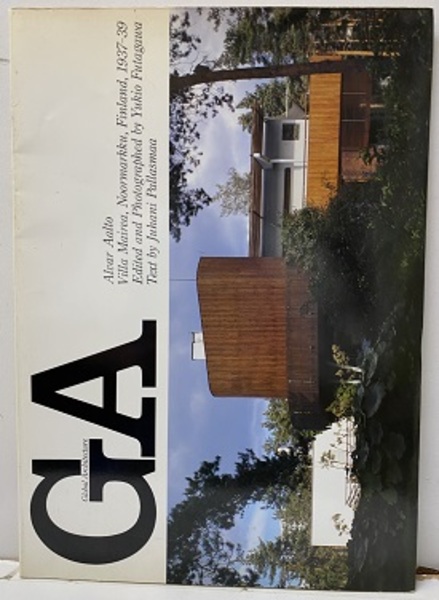 GA
Global Architecture
Alvar Aalto
Villa Mairea, Noormarkku, Finland, 1937-39
Edited and Photographed by Yukio Futagawa
Text by Juhani Pallasmaa